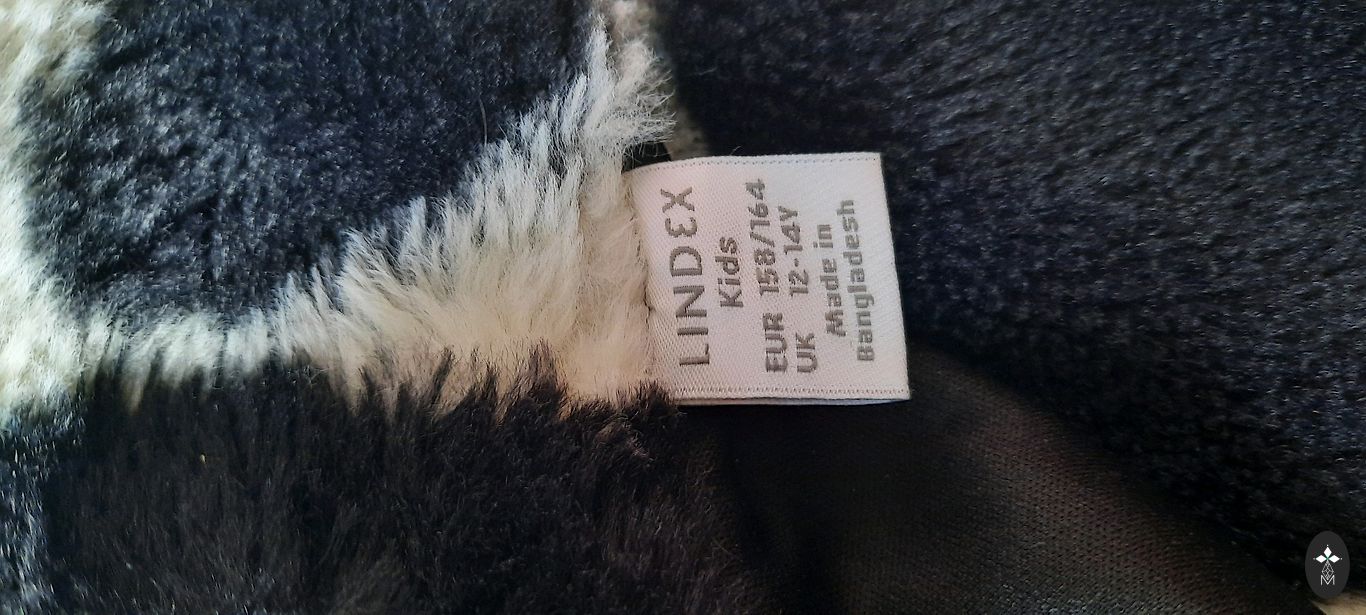 LINDEX
Kids
EUR 158/164
UK 12-14Y
Made in
Bangladesh
M